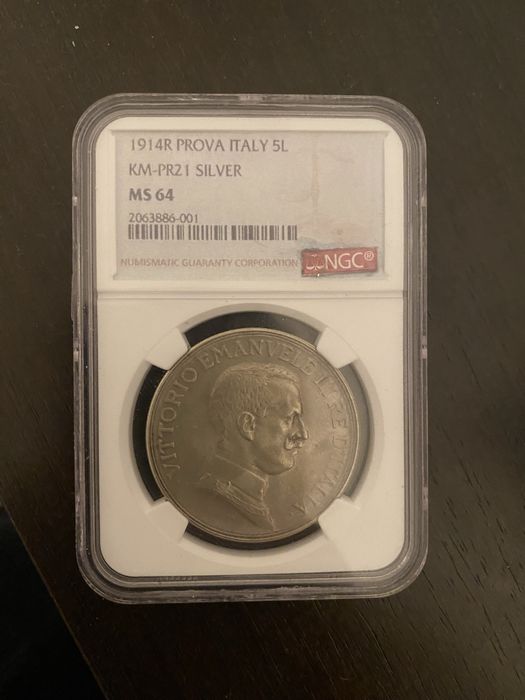 1914R PROVA ITALY 5L
KM-PR21 SILVER
MS 64
2063886-001
NUMISMATIC GUARANTY CORPORATION
NGC®
VITTORIO EMANVELE III RE D'ITALIA